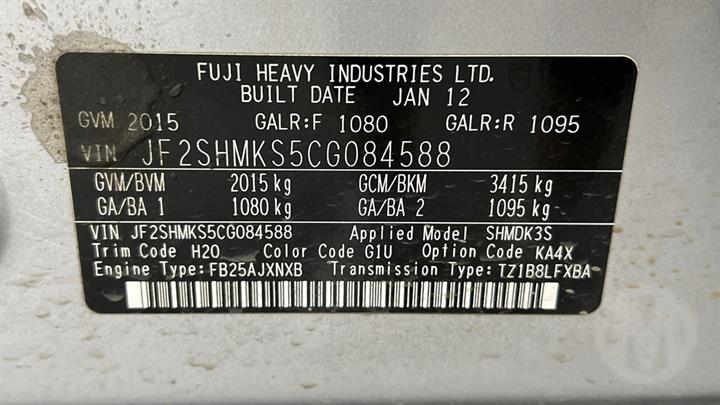 FUJI HEAVY INDUSTRIES LTD.
BUILT DATE JAN 12
GVM 2015 GALR:F 1080 GALR:R 1095
VIN JF2SHMKS5CG084588
GVM/BVM 2015 kg GCM/BKM 3415 kg
GA/BA 1 1080 kg GA/BA 2 1095 kg
VIN JF2SHMKS5CG084588 Applied Model SHMDK3S
Trim Code H20 Color Code G1U Option Code KA4X
Engine Type:FB25AJXNXB Transmission Type:TZ1B8LFXBA